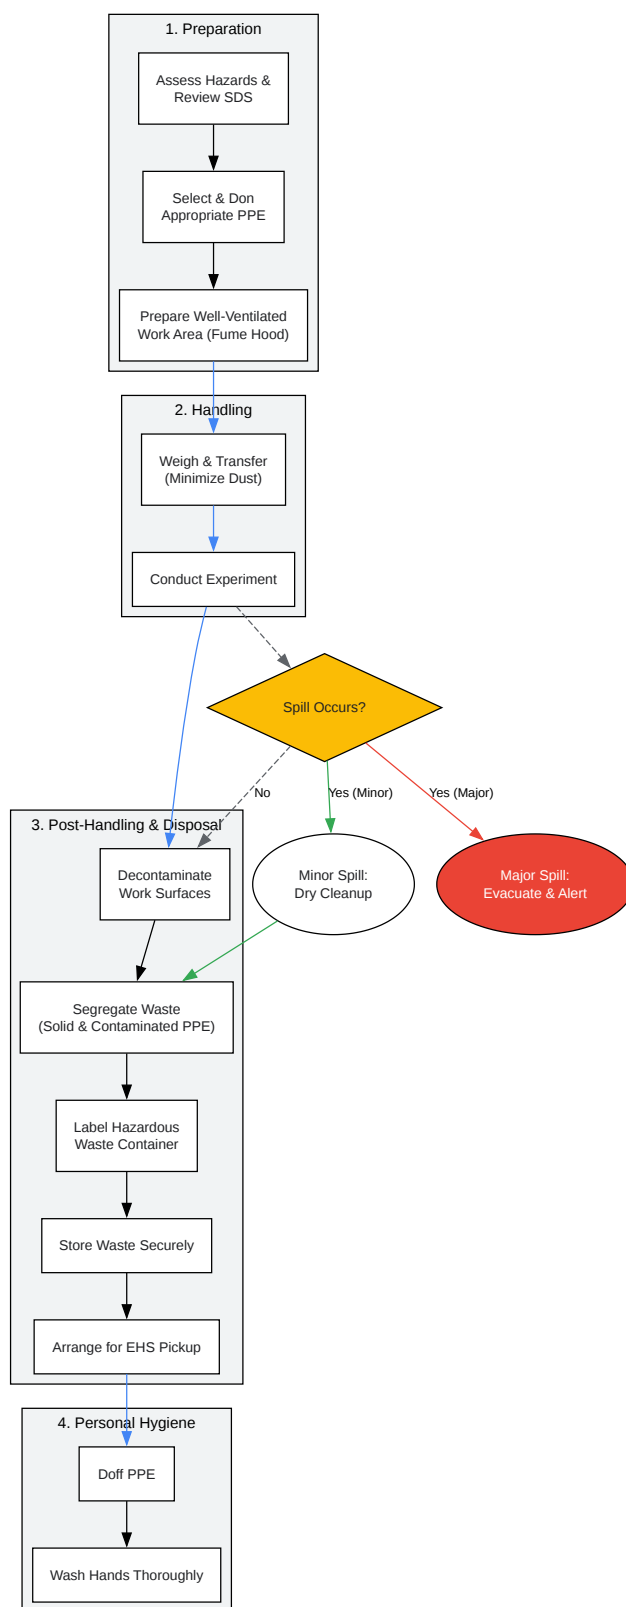 1. Preparation
Assess Hazards &
Review SDS
Select & Don
Appropriate PPE
Prepare Well-Ventilated
Work Area (Fume Hood)
2. Handling
Weigh & Transfer
(Minimize Dust)
Conduct Experiment
Spill Occurs?
No
Yes (Minor)
Yes (Major)
3. Post-Handling & Disposal
Decontaminate
Work Surfaces
Minor Spill:
Dry Cleanup
Major Spill:
Evacuate & Alert
Segregate Waste
(Solid & Contaminated PPE)
Label Hazardous
Waste Container
Store Waste Securely
Arrange for EHS Pickup
4. Personal Hygiene
Doff PPE
Wash Hands Thoroughly